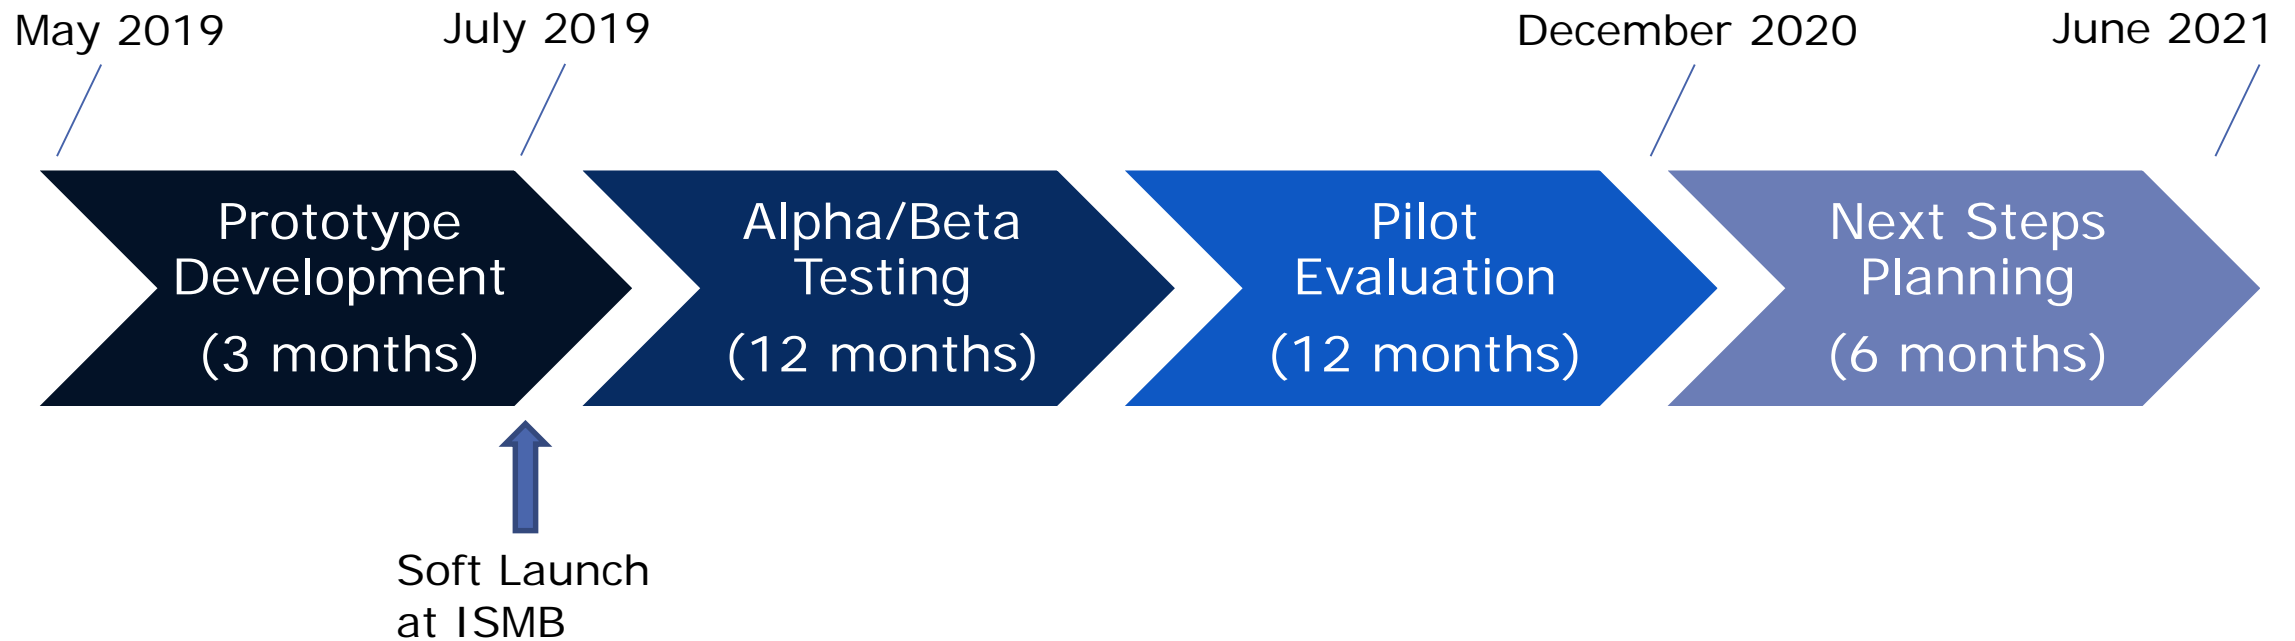 May 2019
July 2019
December 2020
June 2021
Prototype
Development
(3 months)
Alpha/Beta
Testing
(12 months)
Pilot
Evaluation
(12 months)
Next Steps
Planning
(6 months)
Soft Launch
at ISMB